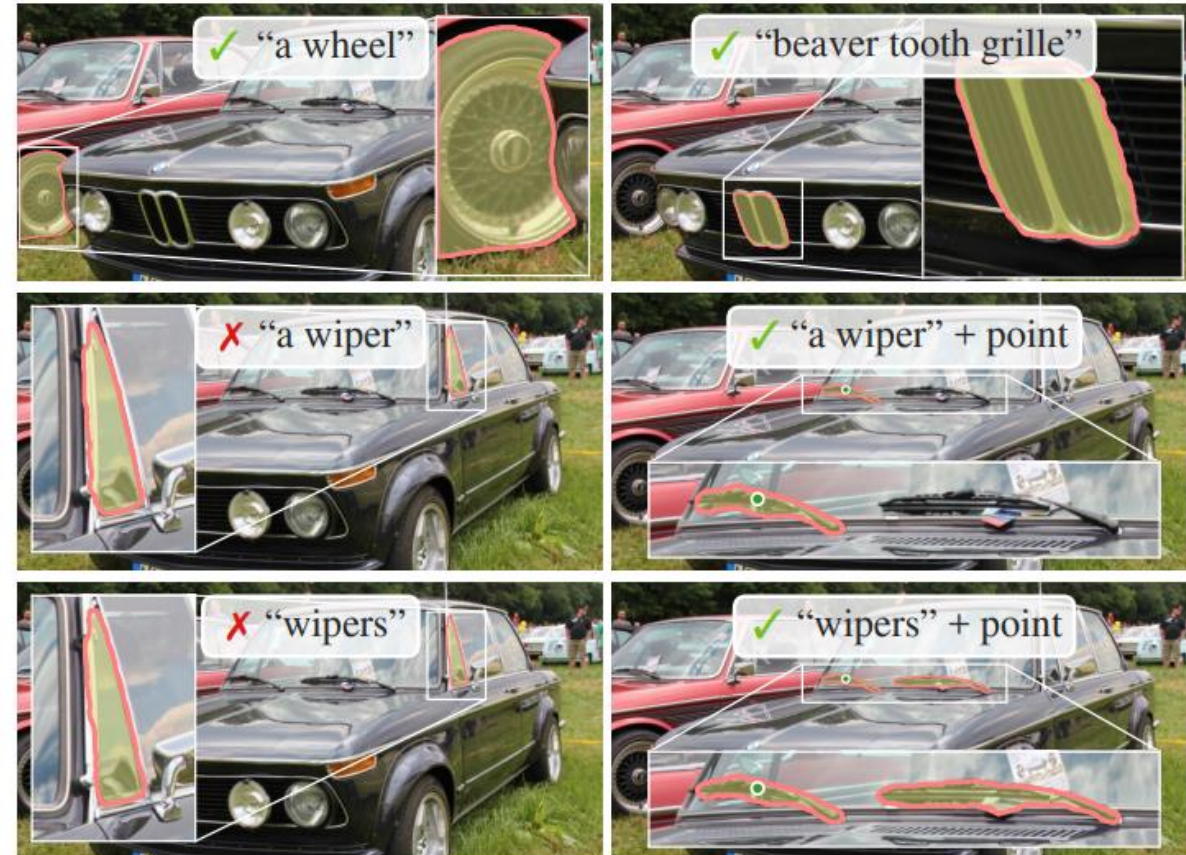 ✓ “a wheel”
✓ “beaver tooth grille”
✗ “a wiper”
✓ “a wiper” + point
✗ “wipers”
✓ “wipers” + point